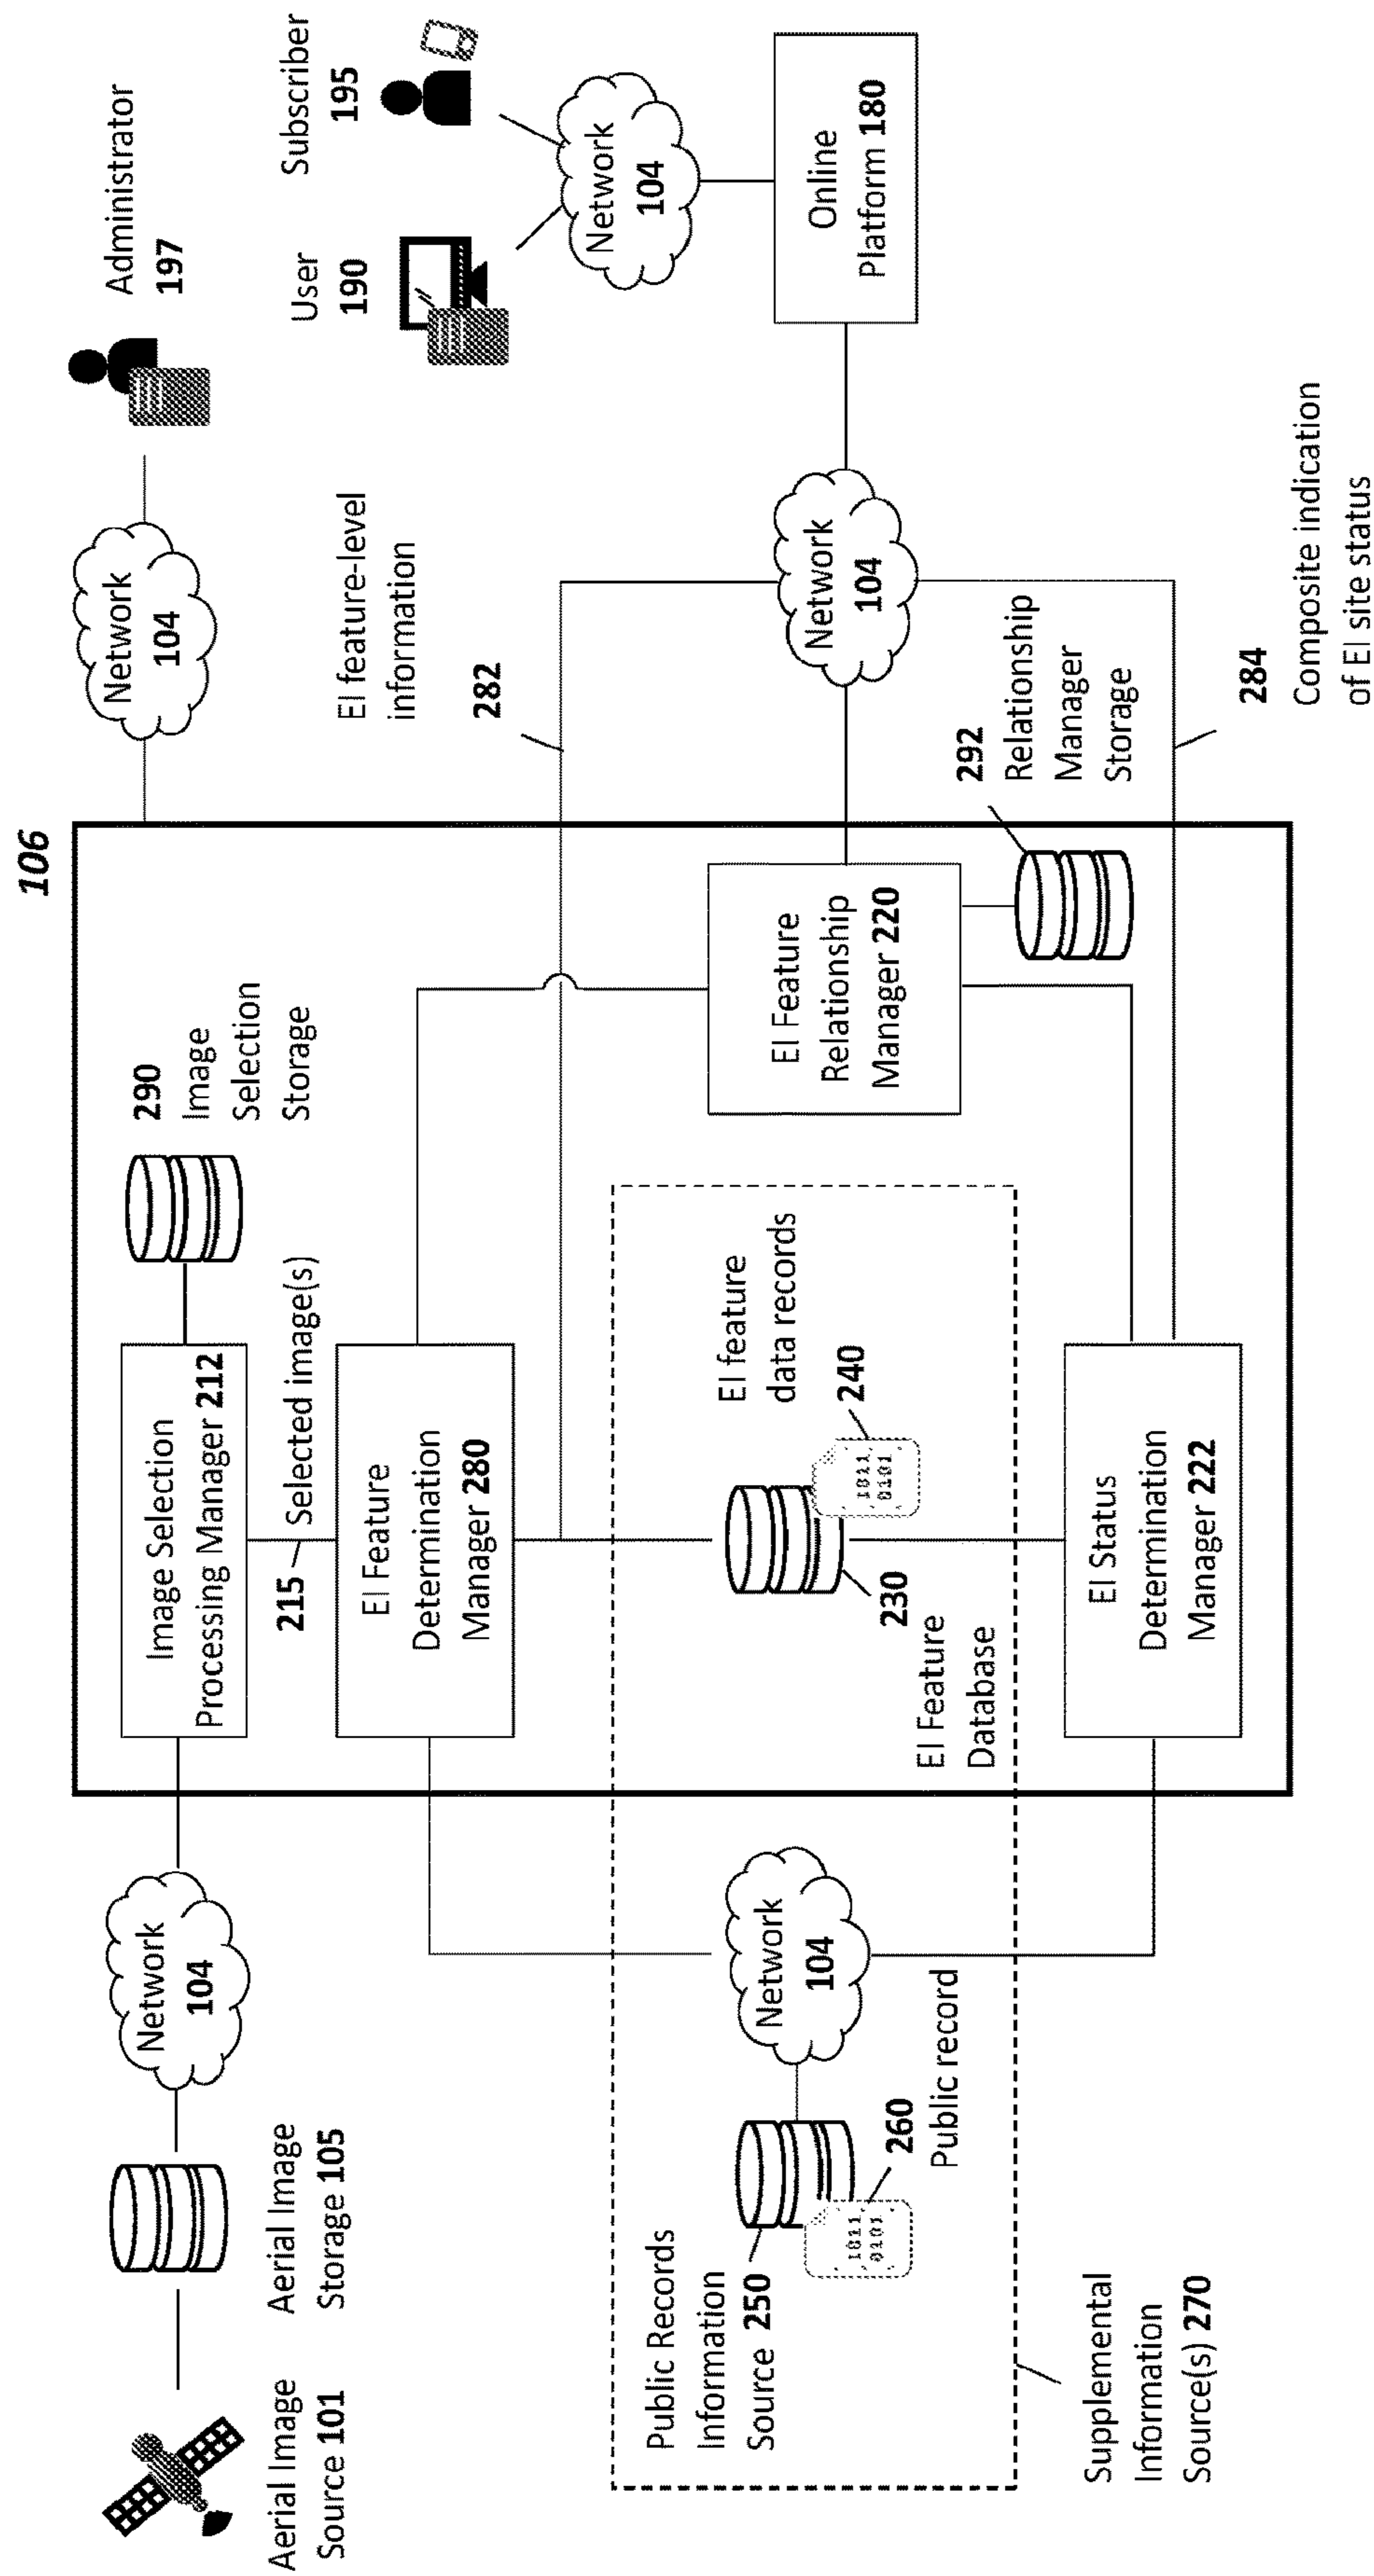 106
Aerial Image
Source 101
Aerial Image
Storage 105
Network
104
Image Selection
Processing Manager 212
290
Image
Selection
Storage
Network
104
Administrator
197
215
Selected image(s)
EI Feature
Determination
Manager 280
EI feature-level
information
282
User
190
Subscriber
195
Network
104
Online
Platform 180
Public Records
Information
Source 250
1011
0101
260
Public record
Network
104
230
EI Feature
Database
EI feature
data records
240
1011
0101
EI Feature
Relationship
Manager 220
292
Relationship
Manager
Storage
Network
104
Supplemental
Information
Source(s) 270
EI Status
Determination
Manager 222
284
Composite indication
of EI site status